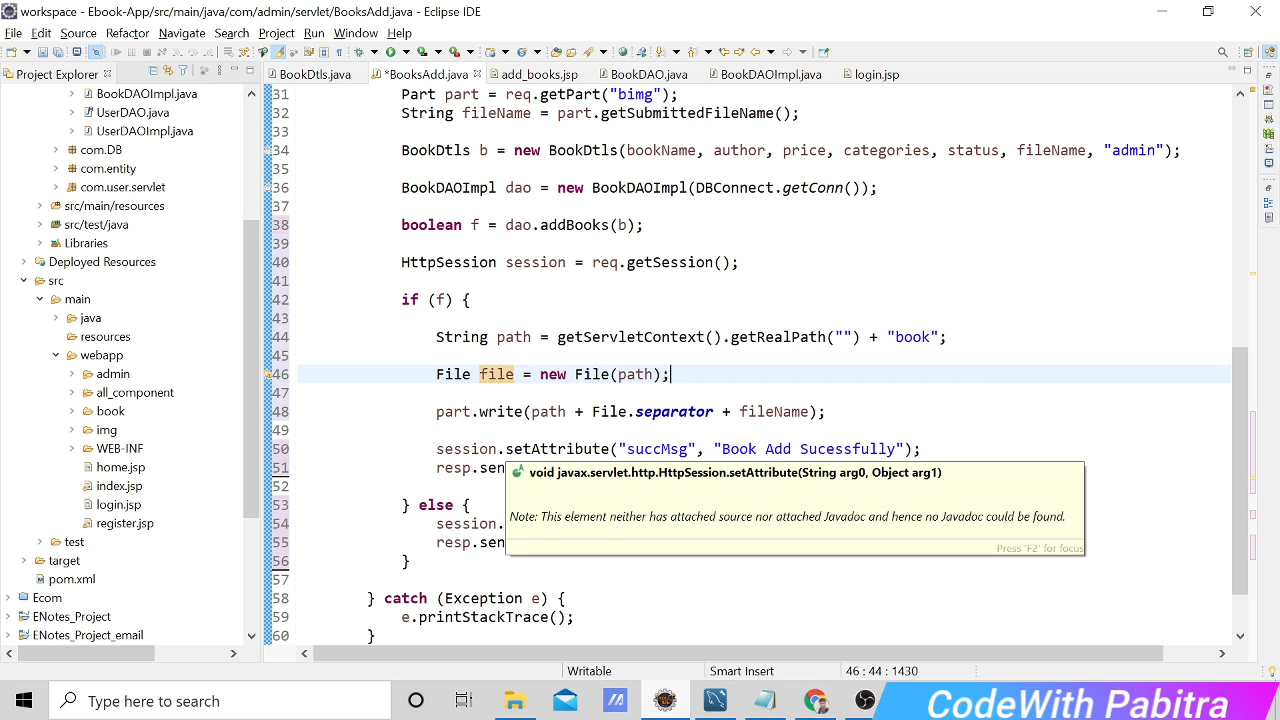 workspace - Ebook-App/src/main/java/com/admin/servlet/BooksAdd.java - Eclipse IDE
File Edit Source Refactor Navigate Search Project Run Window Help
Project Explorer
BookDtls.java *BooksAdd.java add_books.jsp BookDAO.java BookDAOImpl.java login.jsp
BookDAOImpl.java
UserDAO.java
UserDAOImpl.java
com.DB
com.entity
com.user.servlet
src/main/resources
src/test/java
Libraries
Deployed Resources
src
main
java
resources
webapp
admin
all_component
book
img
WEB-INF
home.jsp
index.jsp
login.jsp
register.jsp
test
target
pom.xml
Ecom
ENotes_Project
ENotes_Project_email
31 Part part = req.getPart("bimg");
32 String fileName = part.getSubmittedFileName();
33
34 BookDtls b = new BookDtls(bookName, author, price, categories, status, fileName, "admin");
35
36 BookDAOImpl dao = new BookDAOImpl(DBConnect.getConn());
37
38 boolean f = dao.addBooks(b);
39
40 HttpSession session = req.getSession();
41
42 if (f) {
43
44 String path = getServletContext().getRealPath("") + "book";
45
46 File file = new File(path);
47
48 part.write(path + File.separator + fileName);
49
50 session.setAttribute("succMsg", "Book Add Sucessfully");
51 resp.sen
52
53 } else {
54 session.
55 resp.sen
56 }
57
58 } catch (Exception e) {
59 e.printStackTrace();
60 }
void javax.servlet.http.HttpSession.setAttribute(String arg0, Object arg1)
Note: This element neither has attached source nor attached Javadoc and hence no Javadoc could be found.
Press 'F2' for focus
Writable Smart Insert 46 : 44 : 1430
Type here to search
CodeWith Pabitra